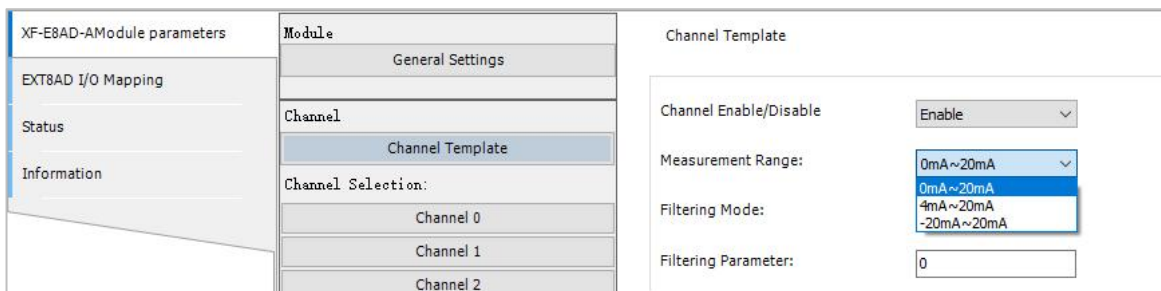 XF-E8AD-AModule parameters
EXT8AD I/O Mapping
Status
Information
Module
General Settings
Channel
Channel Template
Channel Selection:
Channel 0
Channel 1
Channel 2
Channel Template
Channel Enable/Disable
Enable
Measurement Range:
0mA~20mA
0mA~20mA
4mA~20mA
-20mA~20mA
Filtering Mode:
Filtering Parameter:
0